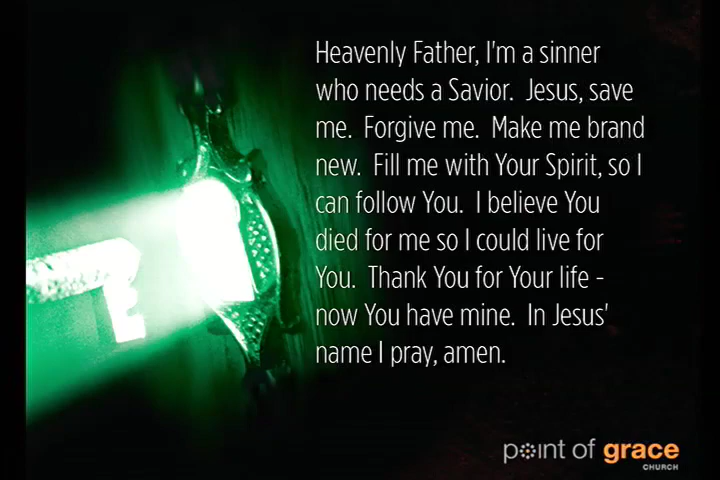 Heavenly Father, I'm a sinner
who needs a Savior.  Jesus, save
me.  Forgive me.  Make me brand
new.  Fill me with Your Spirit, so I
can follow You.  I believe You
died for me so I could live for
You.  Thank You for Your life -
now You have mine.  In Jesus'
name I pray, amen.
point of grace
CHURCH